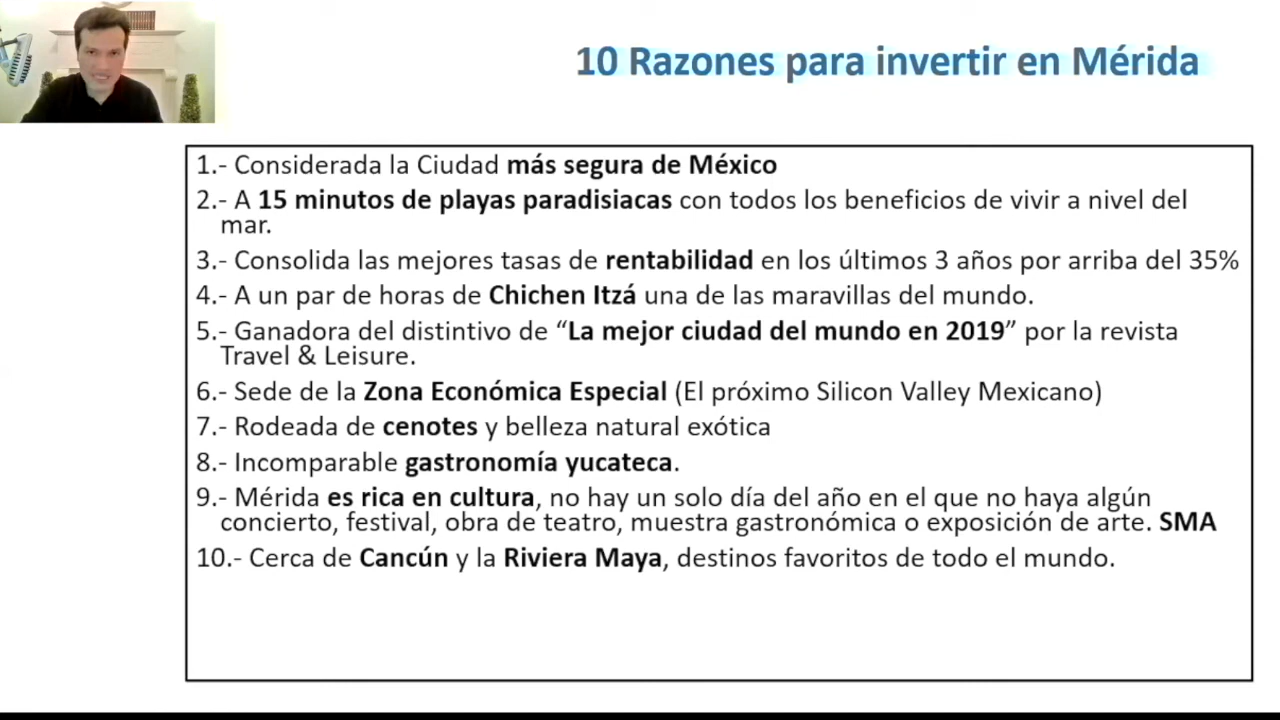 10 Razones para invertir en Mérida
1.- Considerada la Ciudad más segura de México
2.- A 15 minutos de playas paradisiacas con todos los beneficios de vivir a nivel del
mar.
3.- Consolida las mejores tasas de rentabilidad en los últimos 3 años por arriba del 35%
4.- A un par de horas de Chichen Itzá una de las maravillas del mundo.
5.- Ganadora del distintivo de “La mejor ciudad del mundo en 2019” por la revista
Travel & Leisure.
6.- Sede de la Zona Económica Especial (El próximo Silicon Valley Mexicano)
7.- Rodeada de cenotes y belleza natural exótica
8.- Incomparable gastronomía yucateca.
9.- Mérida es rica en cultura, no hay un solo día del año en el que no haya algún
concierto, festival, obra de teatro, muestra gastronómica o exposición de arte. SMA
10.- Cerca de Cancún y la Riviera Maya, destinos favoritos de todo el mundo.